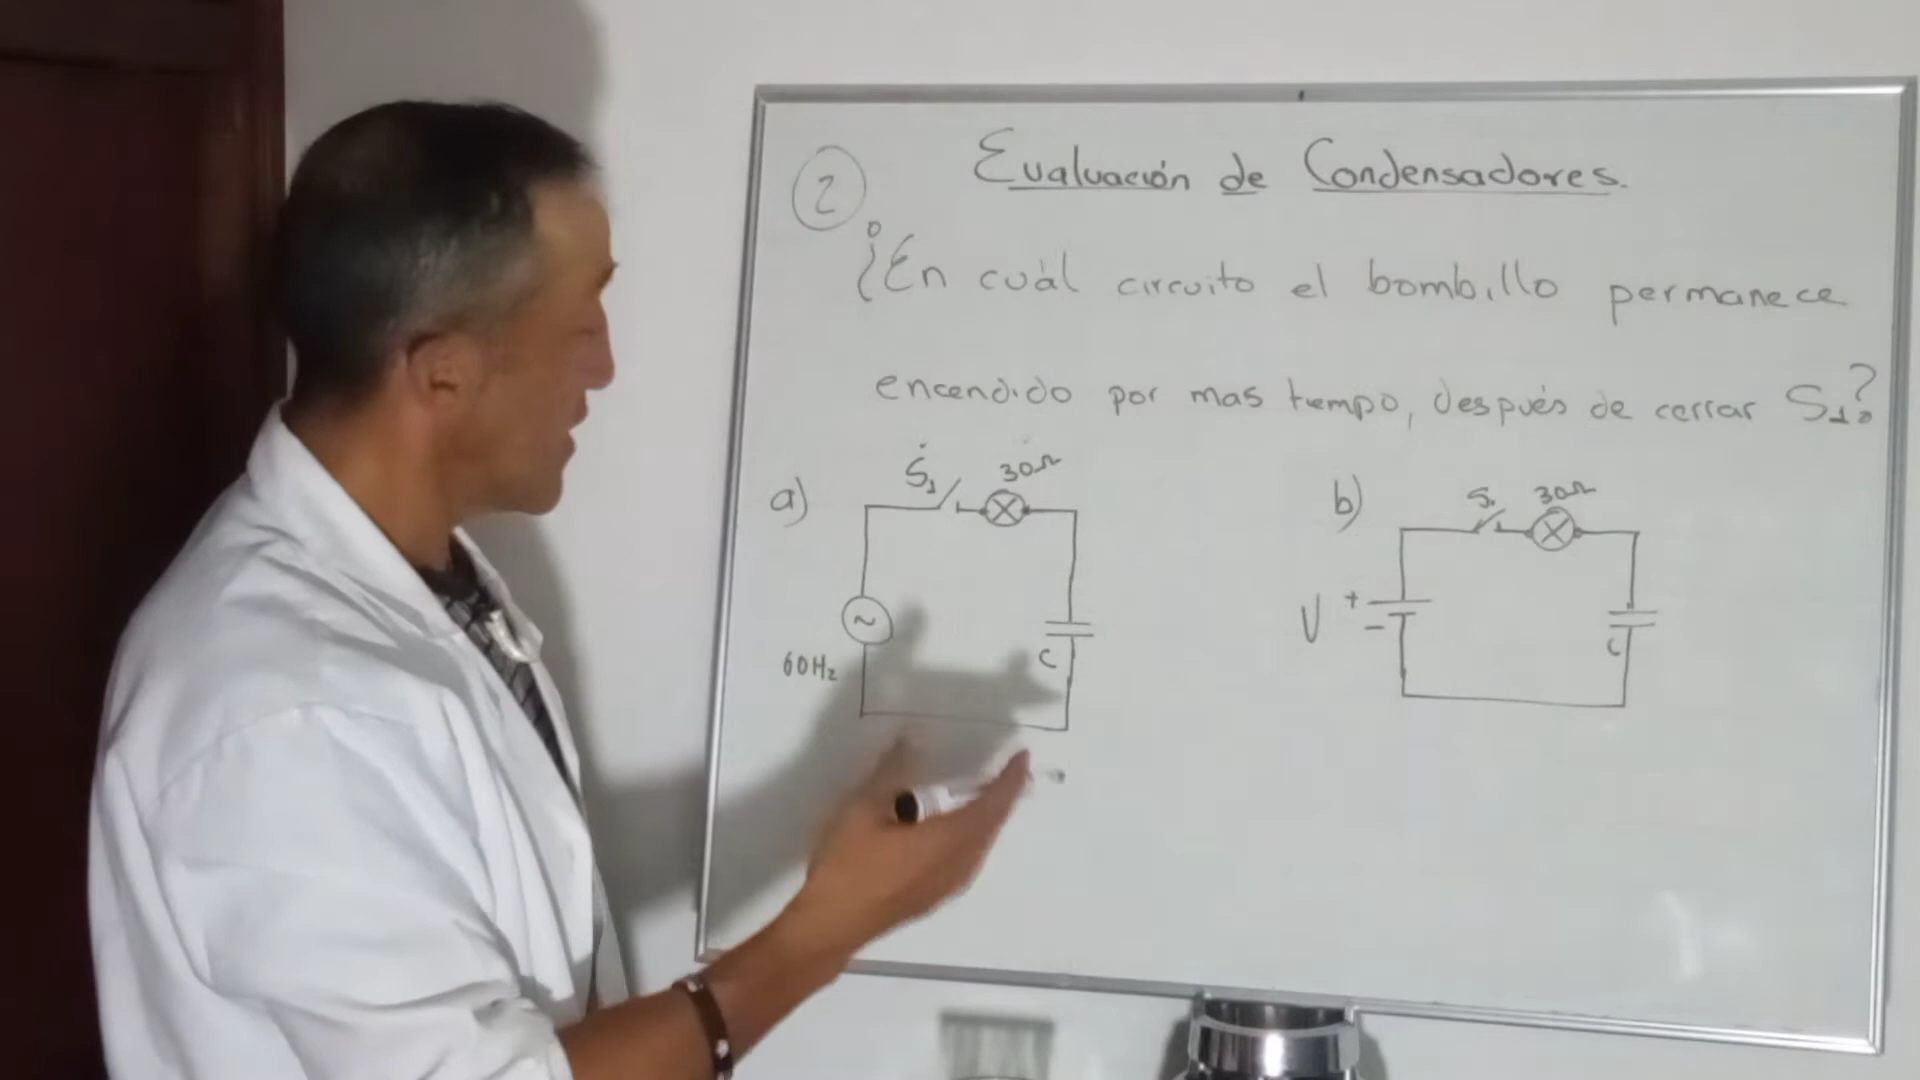 2
Evaluación de Condensadores.
¿En cuál circuito el bombillo permanece
encendido por mas tiempo, después de cerrar S1?
a)
S1
30Ω
~
60Hz
C
b)
S1
30Ω
V
+
-
C